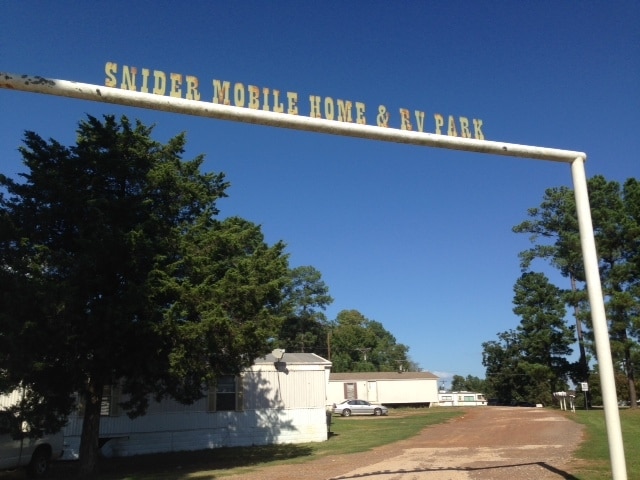 SNIDER MOBILE HOME & RV PARK